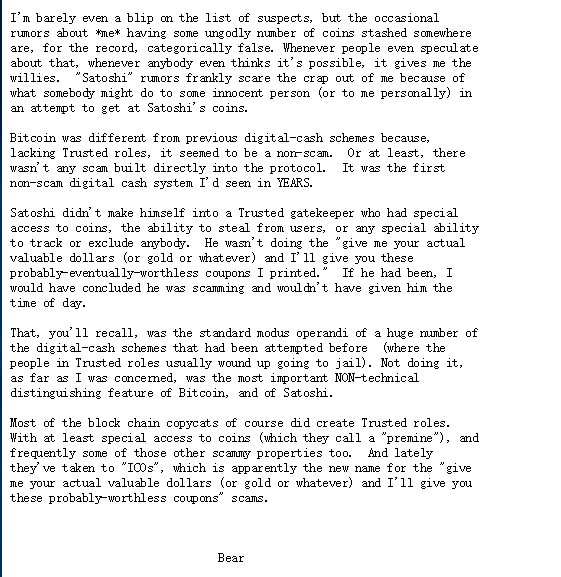 I'm barely even a blip on the list of suspects, but the occasional
rumors about *me* having some ungodly number of coins stashed somewhere
are, for the record, categorically false. Whenever people even speculate
about that, whenever anybody even thinks it's possible, it gives me the
willies.  "Satoshi" rumors frankly scare the crap out of me because of
what somebody might do to some innocent person (or to me personally) in
an attempt to get at Satoshi's coins.

Bitcoin was different from previous digital-cash schemes because,
lacking Trusted roles, it seemed to be a non-scam.  Or at least, there
wasn't any scam built directly into the protocol.  It was the first
non-scam digital cash system I'd seen in YEARS.

Satoshi didn't make himself into a Trusted gatekeeper who had special
access to coins, the ability to steal from users, or any special ability
to track or exclude anybody.  He wasn't doing the "give me your actual
valuable dollars (or gold or whatever) and I'll give you these
probably-eventually-worthless coupons I printed."  If he had been, I
would have concluded he was scamming and wouldn't have given him the
time of day.

That, you'll recall, was the standard modus operandi of a huge number of
the digital-cash schemes that had been attempted before  (where the
people in Trusted roles usually wound up going to jail). Not doing it,
as far as I was concerned, was the most important NON-technical
distinguishing feature of Bitcoin, and of Satoshi.

Most of the block chain copycats of course did create Trusted roles.
With at least special access to coins (which they call a "premine"), and
frequently some of those other scammy properties too.  And lately
they've taken to "ICOs", which is apparently the new name for the "give
me your actual valuable dollars (or gold or whatever) and I'll give you
these probably-worthless coupons" scams.

Bear